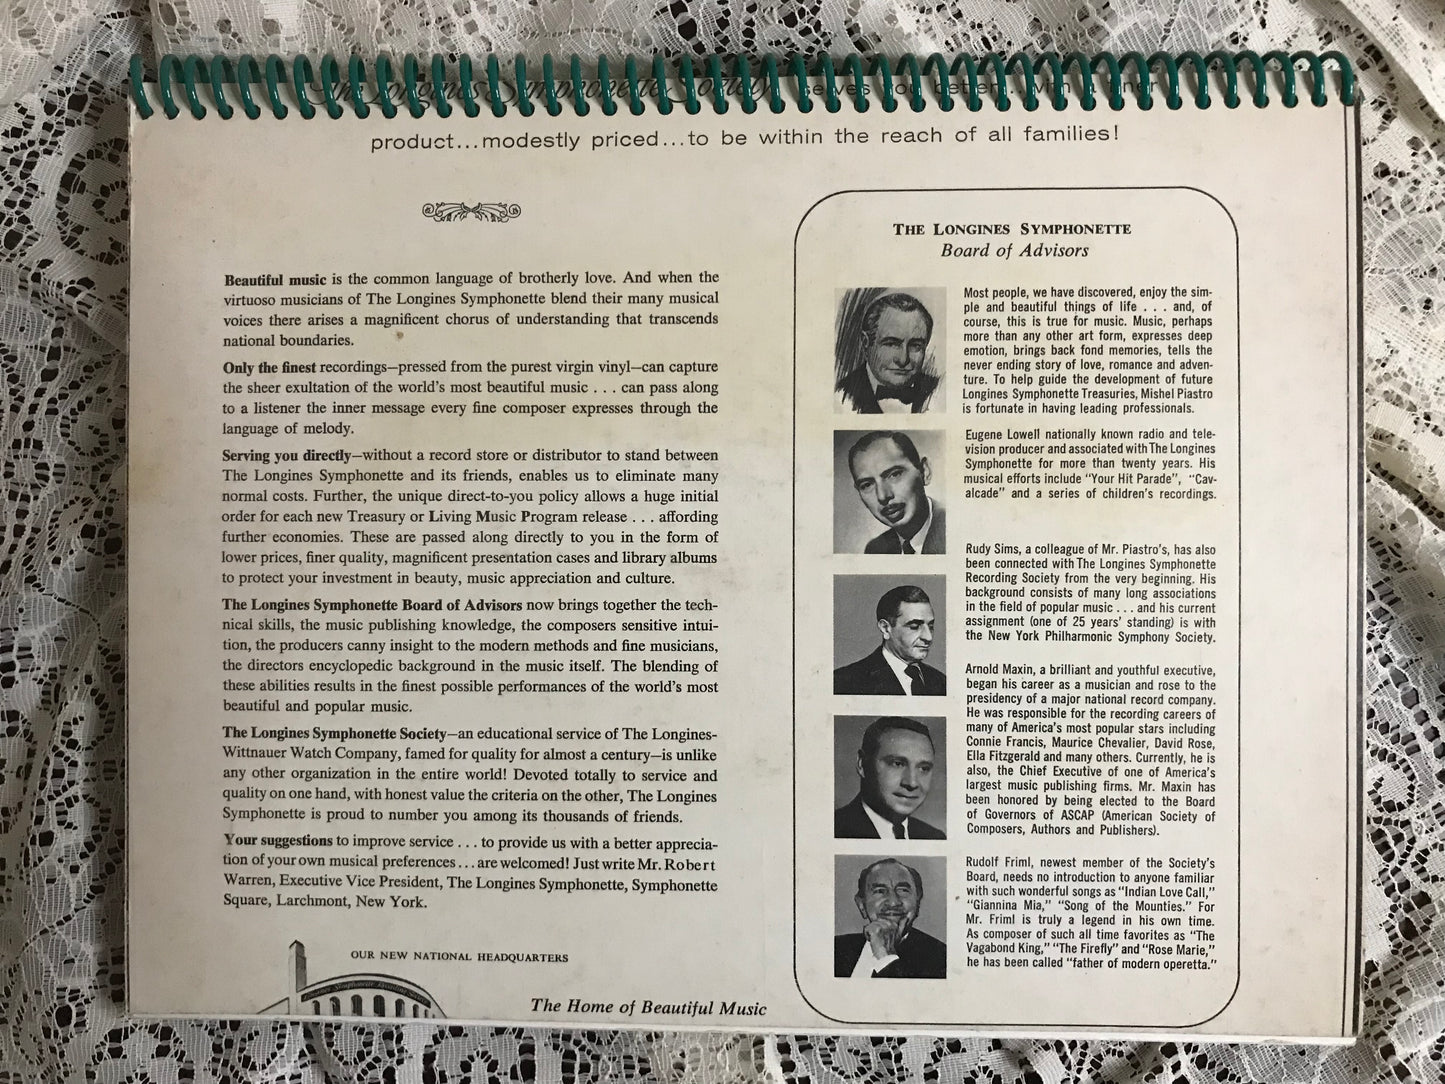 The Longines Symphonette Society serves you better... with a finer
product...modestly priced...to be within the reach of all families!
Beautiful music is the common language of brotherly love. And when the
virtuoso musicians of The Longines Symphonette blend their many musical
voices there arises a magnificent chorus of understanding that transcends
national boundaries.
Only the finest recordings—pressed from the purest virgin vinyl—can capture
the sheer exultation of the world's most beautiful music . . . can pass along
to a listener the inner message every fine composer expresses through the
language of melody.
Serving you directly—without a record store or distributor to stand between
The Longines Symphonette and its friends, enables us to eliminate many
normal costs. Further, the unique direct-to-you policy allows a huge initial
order for each new Treasury or Living Music Program release . . . affording
further economies. These are passed along directly to you in the form of
lower prices, finer quality, magnificent presentation cases and library albums
to protect your investment in beauty, music appreciation and culture.
The Longines Symphonette Board of Advisors now brings together the tech-
nical skills, the music publishing knowledge, the composers sensitive intui-
tion, the producers canny insight to the modern methods and fine musicians,
the directors encyclopedic background in the music itself. The blending of
these abilities results in the finest possible performances of the world's most
beautiful and popular music.
The Longines Symphonette Society—an educational service of The Longines-
Wittnauer Watch Company, famed for quality for almost a century—is unlike
any other organization in the entire world! Devoted totally to service and
quality on one hand, with honest value the criteria on the other, The Longines
Symphonette is proud to number you among its thousands of friends.
Your suggestions to improve service . . . to provide us with a better apprecia-
tion of your own musical preferences . . . are welcomed! Just write Mr. Robert
Warren, Executive Vice President, The Longines Symphonette, Symphonette
Square, Larchmont, New York.
OUR NEW NATIONAL HEADQUARTERS
The Home of Beautiful Music
THE LONGINES SYMPHONETTE
Board of Advisors
Most people, we have discovered, enjoy the sim-
ple and beautiful things of life . . . and, of
course, this is true for music. Music, perhaps
more than any other art form, expresses deep
emotion, brings back fond memories, tells the
never ending story of love, romance and adven-
ture. To help guide the development of future
Longines Symphonette Treasuries, Mishel Piastro
is fortunate in having leading professionals.
Eugene Lowell nationally known radio and tele-
vision producer and associated with The Longines
Symphonette for more than twenty years. His
musical efforts include "Your Hit Parade", "Cav-
alcade" and a series of children's recordings.
Rudy Sims, a colleague of Mr. Piastro's, has also
been connected with The Longines Symphonette
Recording Society from the very beginning. His
background consists of many long associations
in the field of popular music . . . and his current
assignment (one of 25 years' standing) is with
the New York Philharmonic Symphony Society.
Arnold Maxin, a brilliant and youthful executive,
began his career as a musician and rose to the
presidency of a major national record company.
He was responsible for the recording careers of
many of America's most popular stars including
Connie Francis, Maurice Chevalier, David Rose,
Ella Fitzgerald and many others. Currently, he is
also, the Chief Executive of one of America's
largest music publishing firms. Mr. Maxin has
been honored by being elected to the Board
of Governors of ASCAP (American Society of
Composers, Authors and Publishers).
Rudolf Friml, newest member of the Society's
Board, needs no introduction to anyone familiar
with such wonderful songs as "Indian Love Call,"
"Giannina Mia," "Song of the Mounties." For
Mr. Friml is truly a legend in his own time.
As composer of such all time favorites as "The
Vagabond King," "The Firefly" and "Rose Marie,"
he has been called "father of modern operetta."